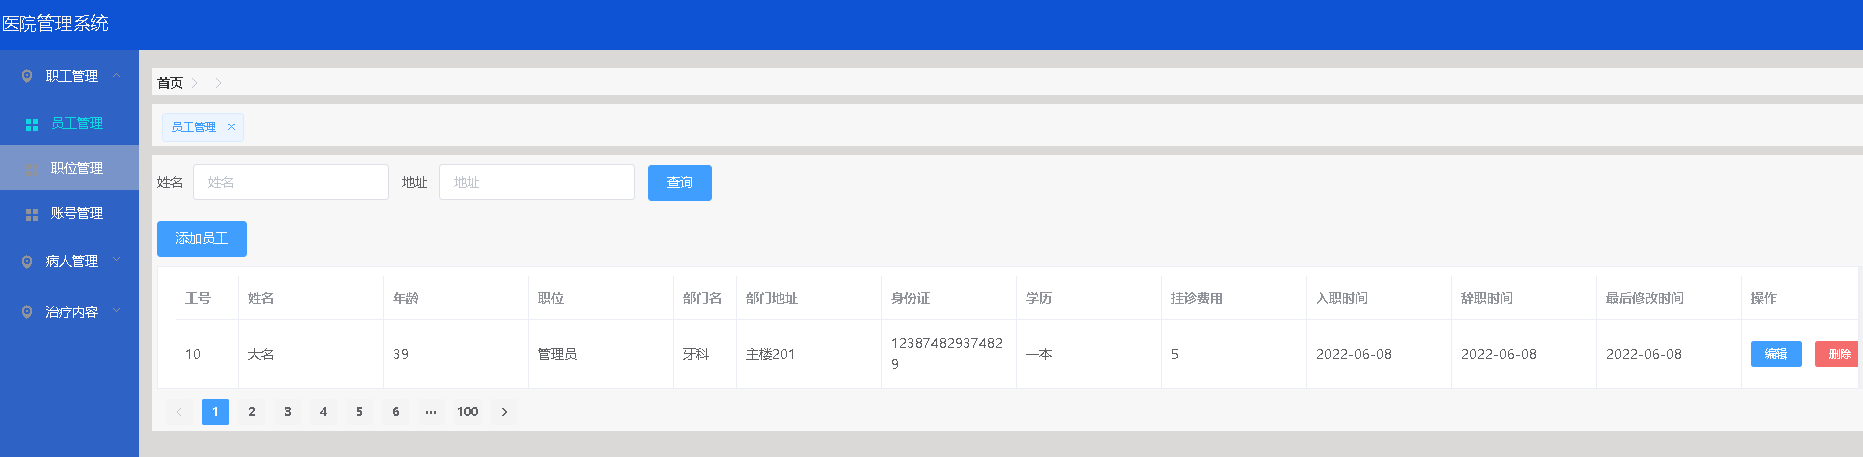 医院管理系统
职工管理
员工管理
职位管理
账号管理
病人管理
治疗内容
首页
员工管理
姓名 姓名 地址 地址 查询
添加员工
工号 姓名 年龄 职位 部门名 部门地址 身份证 学历 挂诊费用 入职时间 辞职时间 最后修改时间 操作
10 大名 39 管理员 牙科 主楼201 12387482937482
9 一本 5 2022-06-08 2022-06-08 2022-06-08 编辑 删除
1 2 3 4 5 6 ... 100